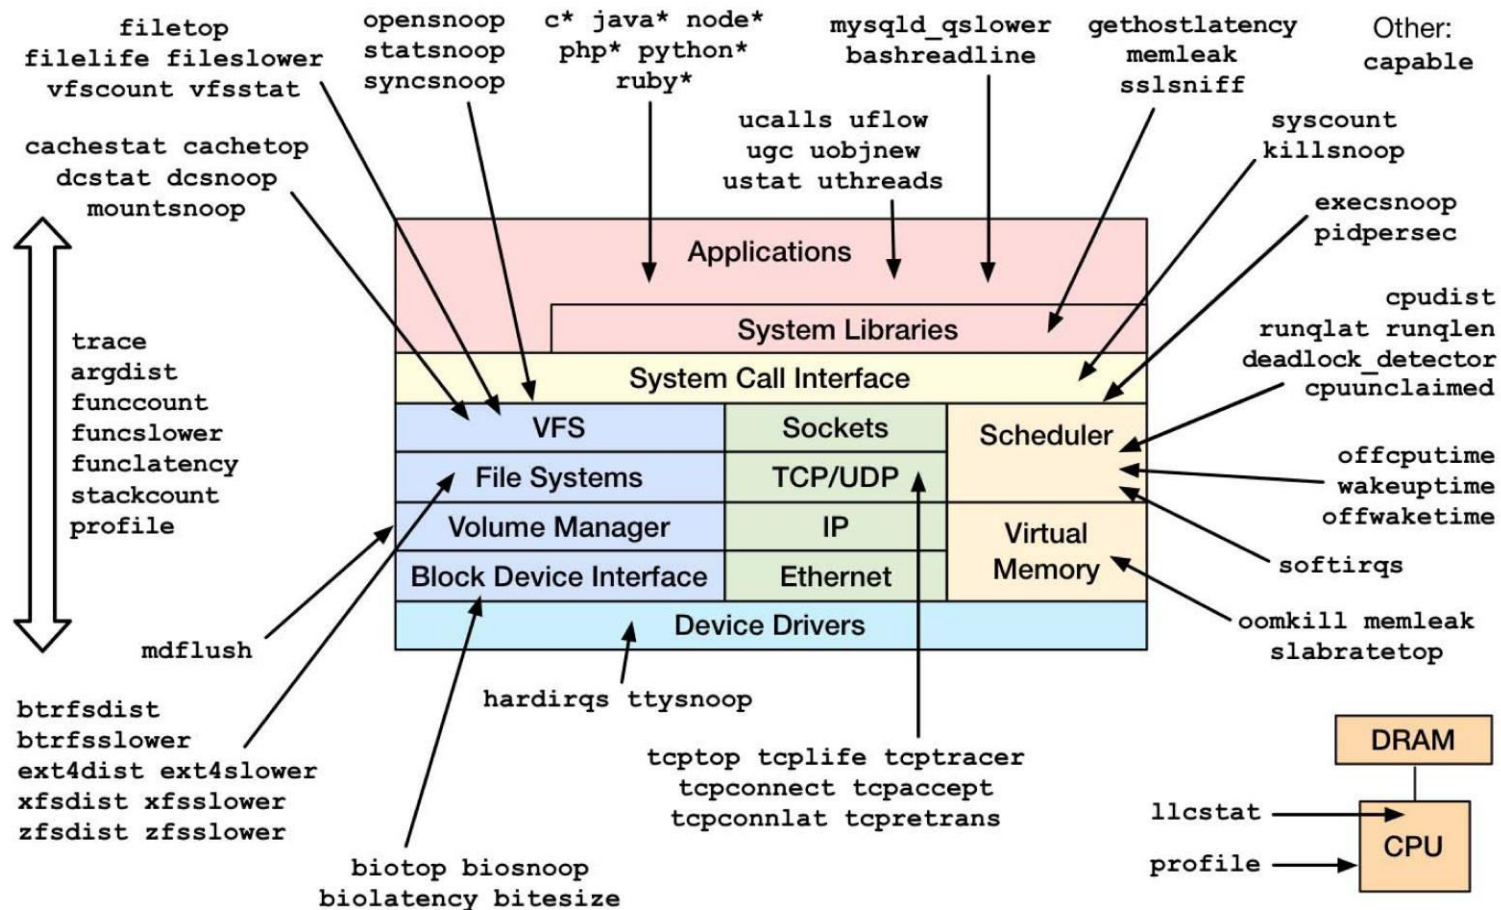 filetop
filelife fileslower
vfscount vfsstat
opensnoop
statsnoop
syncsnoop
c* java* node*
php* python*
ruby*
mysqld_qslower
bashreadline
gethostlatency
memleak
sslsniff
Other:
capable
ucalls uflow
ugc uobjnew
ustat uthreads
syscount
killsnoop
cachestat cachetop
dcstat dcsnoop
mountsnoop
execsnoop
pidpersec
trace
argdist
funccount
funcslower
funclatency
stackcount
profile
Applications
System Libraries
System Call Interface
VFS
Sockets
Scheduler
File Systems
TCP/UDP
Volume Manager
IP
Virtual
Memory
Block Device Interface
Ethernet
Device Drivers
cpudist
runqlat runqlen
deadlock_detector
cpuunclaimed
offcputime
wakeuptime
offwaketime
softirqs
oomkill memleak
slabratetop
mdflush
hardirqs ttysnoop
btrfsdist
btrfsslower
ext4dist ext4slower
xfsdist xfsslower
zfsdist zfsslower
tcptop tcplife tcptracer
tcpconnect tcpaccept
tcpconnlat tcpretrans
biotop biosnoop
biolatency bitesize
DRAM
llcstat
CPU
profile